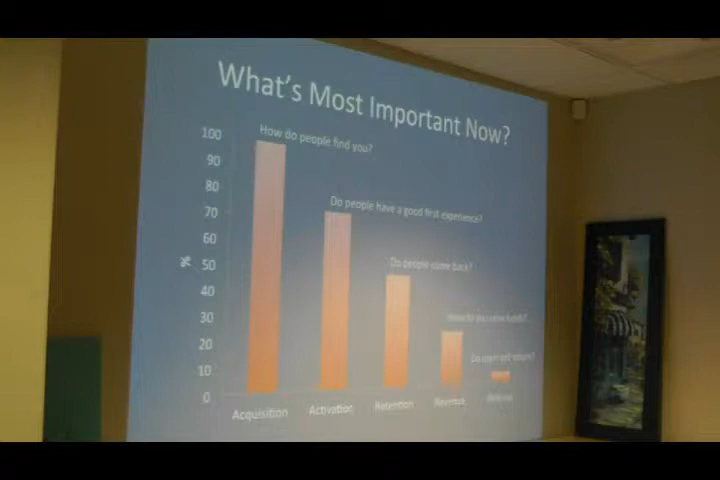 What's Most Important Now?
100
How do people find you?
90
80
70
Do people have a good first experience?
60
%
50
Do people come back?
40
30
20
10
0
Acquisition
Activation
Retention
Revenue